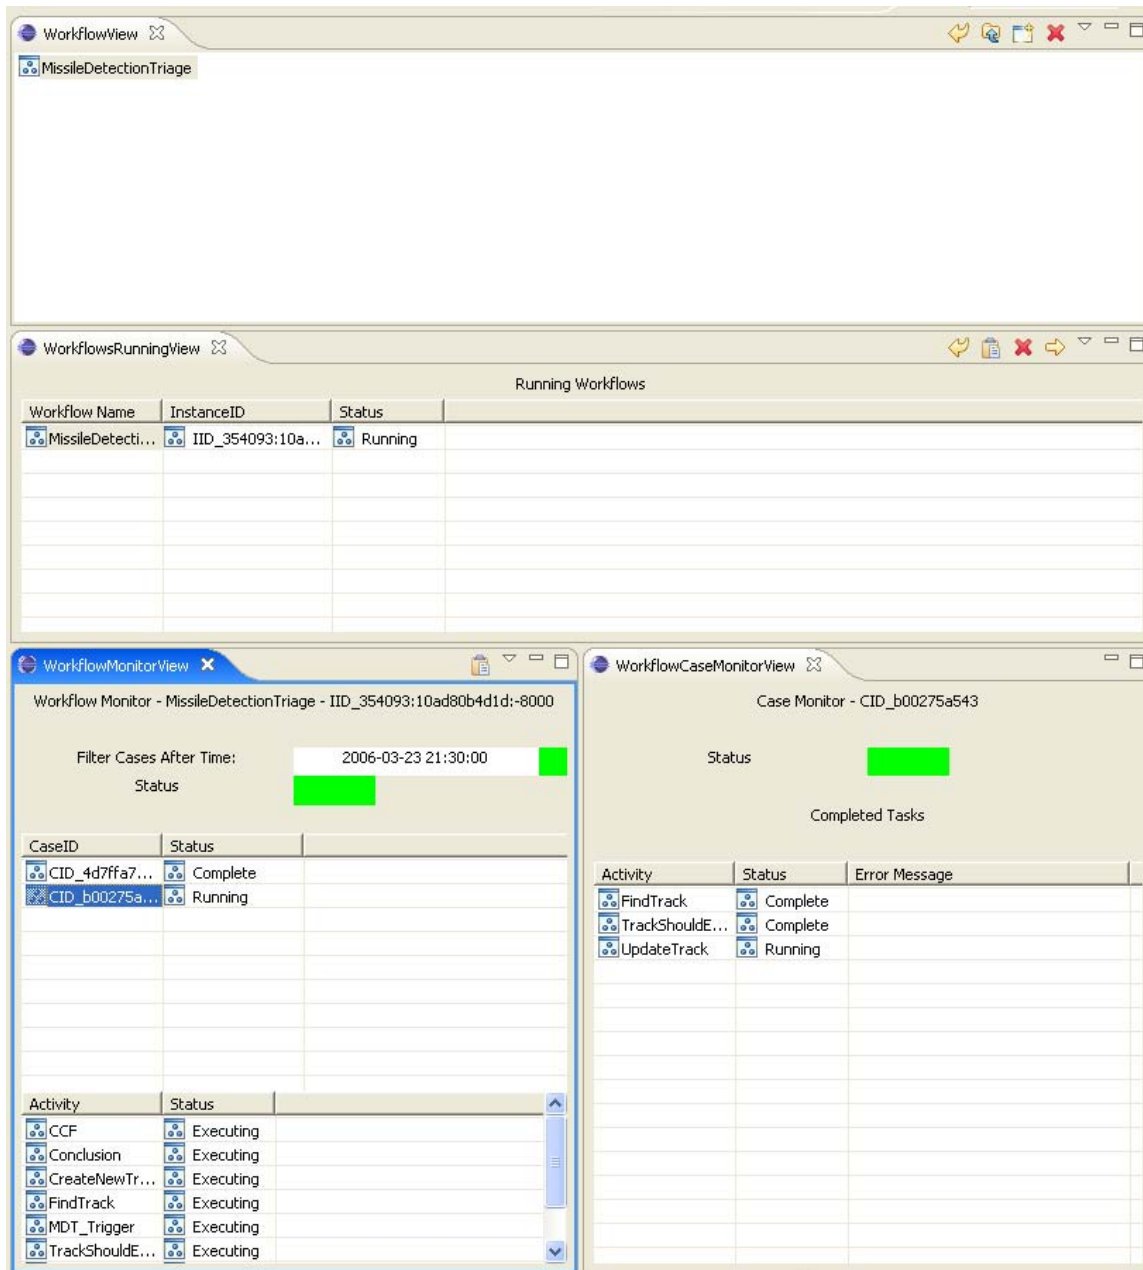 WorkflowView
MissileDetectionTriage
WorkflowsRunningView
Running Workflows
Workflow Name InstanceID Status
MissileDetecti... IID_354093:10a... Running
WorkflowMonitorView
Workflow Monitor - MissileDetectionTriage - IID_354093:10ad80b4d1d:-8000
Filter Cases After Time: 2006-03-23 21:30:00
Status
CaseID Status
CID_4d7ffa7... Complete
CID_b00275a... Running
Activity Status
CCF Executing
Conclusion Executing
CreateNewTr... Executing
FindTrack Executing
MDT_Trigger Executing
TrackShouldE... Executing
WorkflowCaseMonitorView
Case Monitor - CID_b00275a543
Status
Completed Tasks
Activity Status Error Message
FindTrack Complete
TrackShouldE... Complete
UpdateTrack Running